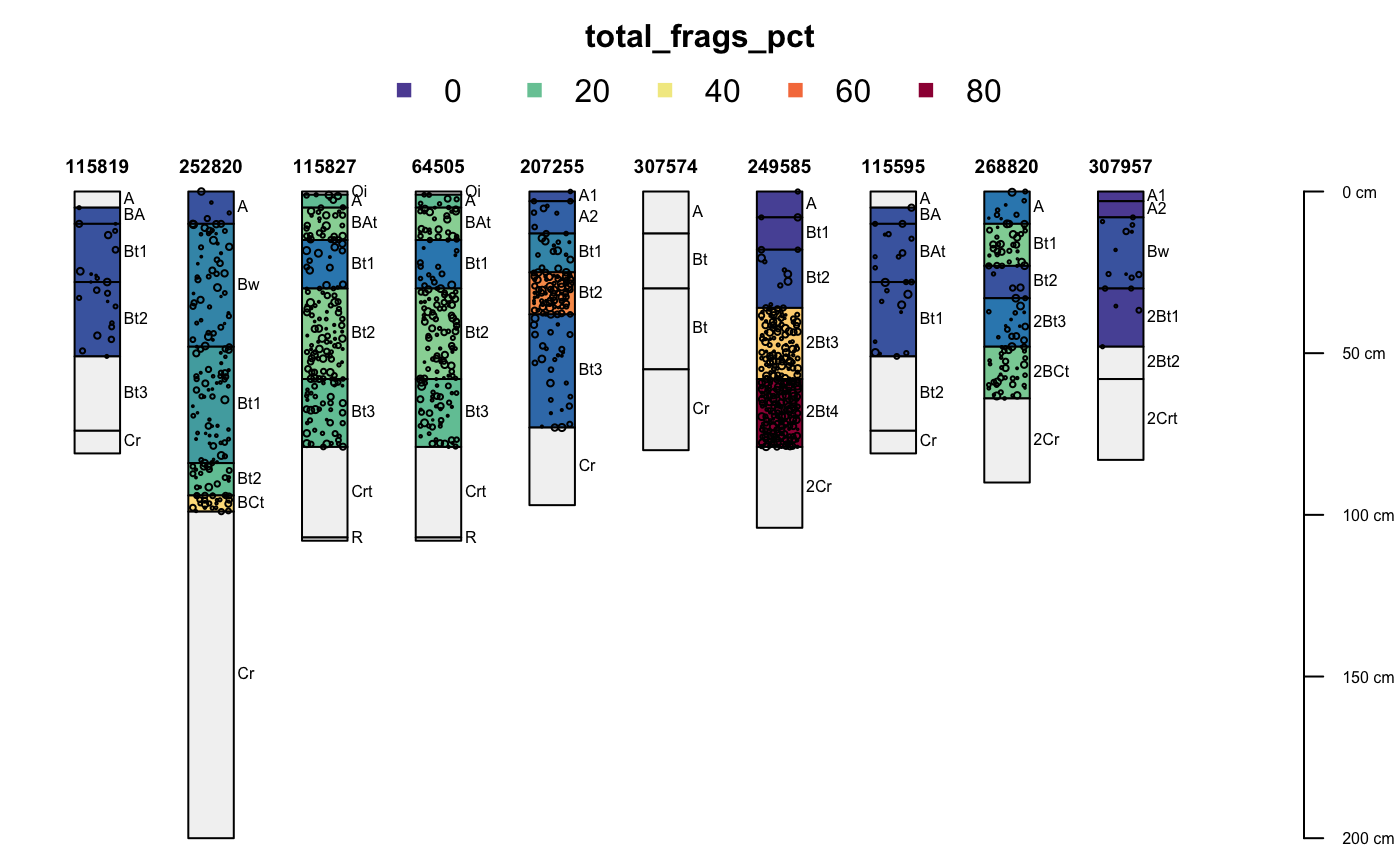 total_frags_pct
0 20 40 60 80
115819 252820 115827 64505 207255 307574 249585 115595 268820 307957
A
BA
Bt1
Bt2
Bt3
Cr
A
Bw
Bt1
Bt2
BCt
Cr
Oi
A
BAt
Bt1
Bt2
Bt3
Crt
R
Oi
A
BAt
Bt1
Bt2
Bt3
Crt
R
A1
A2
Bt1
Bt2
Bt3
Cr
A
Bt
Bt
Cr
A
Bt1
Bt2
2Bt3
2Bt4
2Cr
A
BA
BAt
Bt1
Bt2
Cr
A
Bt1
Bt2
2Bt3
2BCt
2Cr
A1
A2
Bw
2Bt1
2Bt2
2Crt
0 cm
50 cm
100 cm
150 cm
200 cm